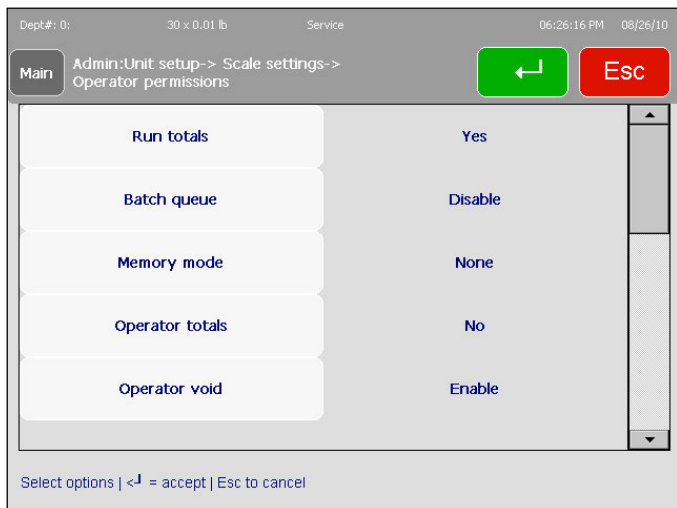 Dept#: 0: 30 x 0.01 lb Service 06:26:16 PM 08/26/10
Main
Admin:Unit setup-> Scale settings->
Operator permissions
Esc
Run totals Yes
Batch queue Disable
Memory mode None
Operator totals No
Operator void Enable
Select options | <┘ = accept | Esc to cancel